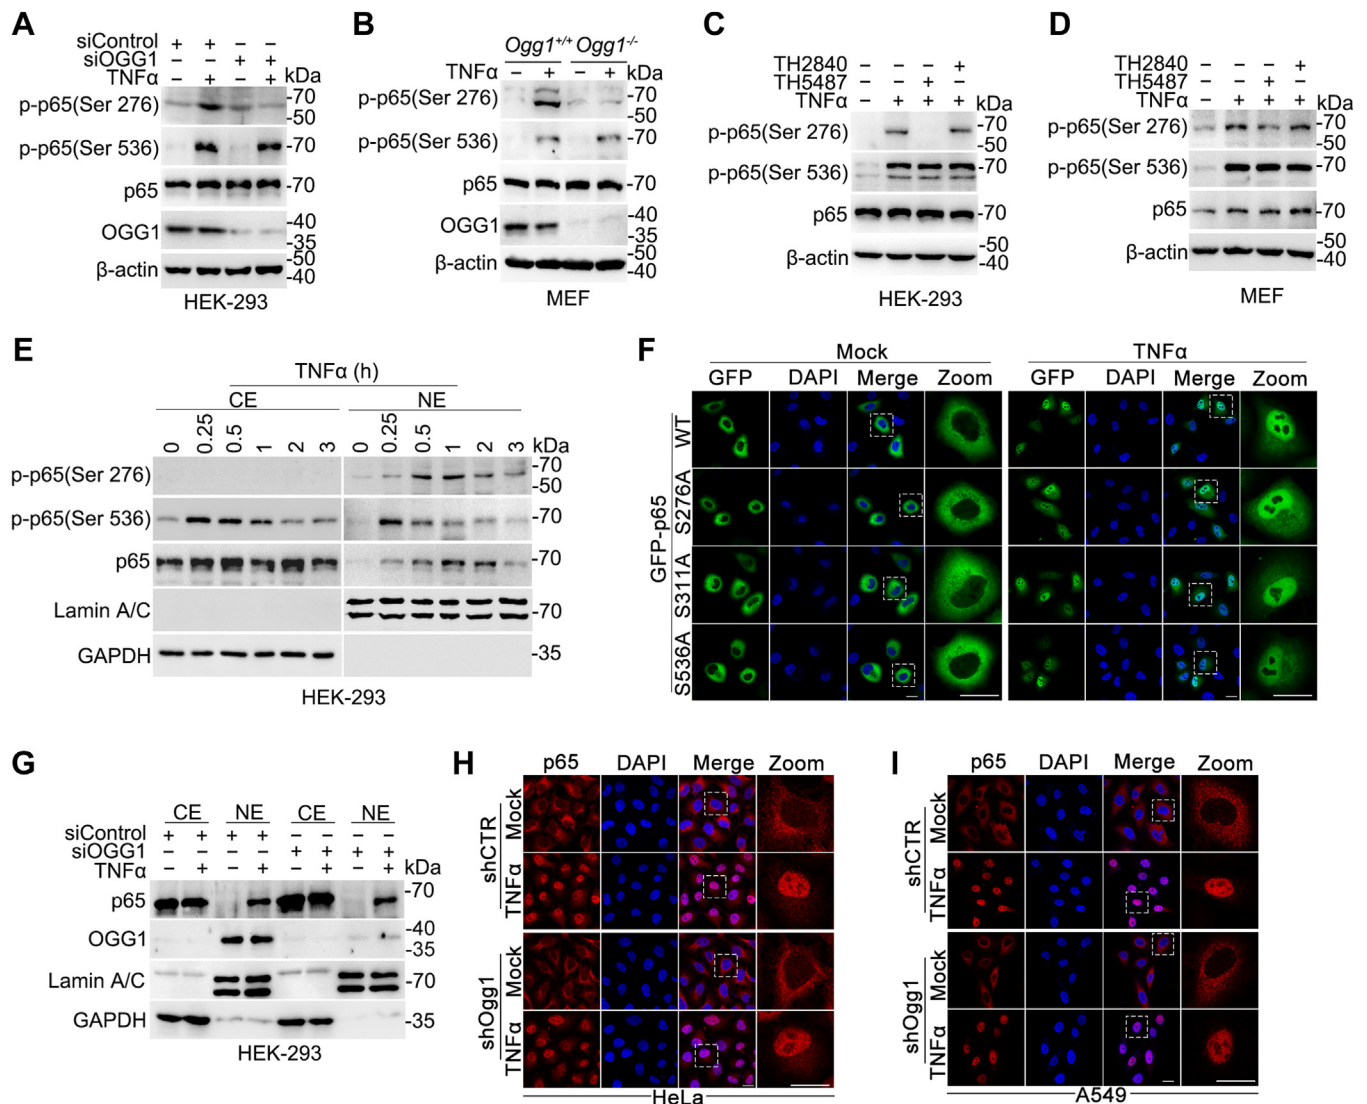 A
siControl + + – –
siOGG1 – – + +
TNFα – + – + kDa
p-p65(Ser 276) -70
-50
p-p65(Ser 536) -70
p65 -70
OGG1 -40
-35
β-actin -50
-40
HEK-293
B
Ogg1+/+ Ogg1-/-
TNFα – + – + kDa
p-p65(Ser 276) -70
-50
p-p65(Ser 536) -70
p65 -70
OGG1 -40
-35
β-actin -50
-40
MEF
C
TH2840 – – – +
TH5487 – – + –
TNFα – + + + kDa
p-p65(Ser 276) -70
-50
p-p65(Ser 536) -70
p65 -70
β-actin -50
-40
HEK-293
D
TH2840 – – – +
TH5487 – – + –
TNFα – + + + kDa
p-p65(Ser 276) -70
-50
p-p65(Ser 536) -70
p65 -70
β-actin -50
-40
MEF
E
TNFα (h)
CE NE
0 0.25 0.5 1 2 3 0 0.25 0.5 1 2 3 kDa
p-p65(Ser 276) -70
-50
p-p65(Ser 536) -70
p65 -70
Lamin A/C -70
GAPDH -35
HEK-293
F
Mock TNFα
GFP DAPI Merge Zoom GFP DAPI Merge Zoom
GFP-p65
WT
S276A
S311A
S536A
G
CE NE CE NE
siControl + + + + – – – –
siOGG1 – – – – + + + +
TNFα – + – + – + – + kDa
p65 -70
OGG1 -40
-35
Lamin A/C -70
GAPDH -35
HEK-293
H
p65 DAPI Merge Zoom
shCTR
Mock
TNFα
shOgg1
Mock
TNFα
HeLa
I
p65 DAPI Merge Zoom
shCTR
Mock
TNFα
shOgg1
Mock
TNFα
A549